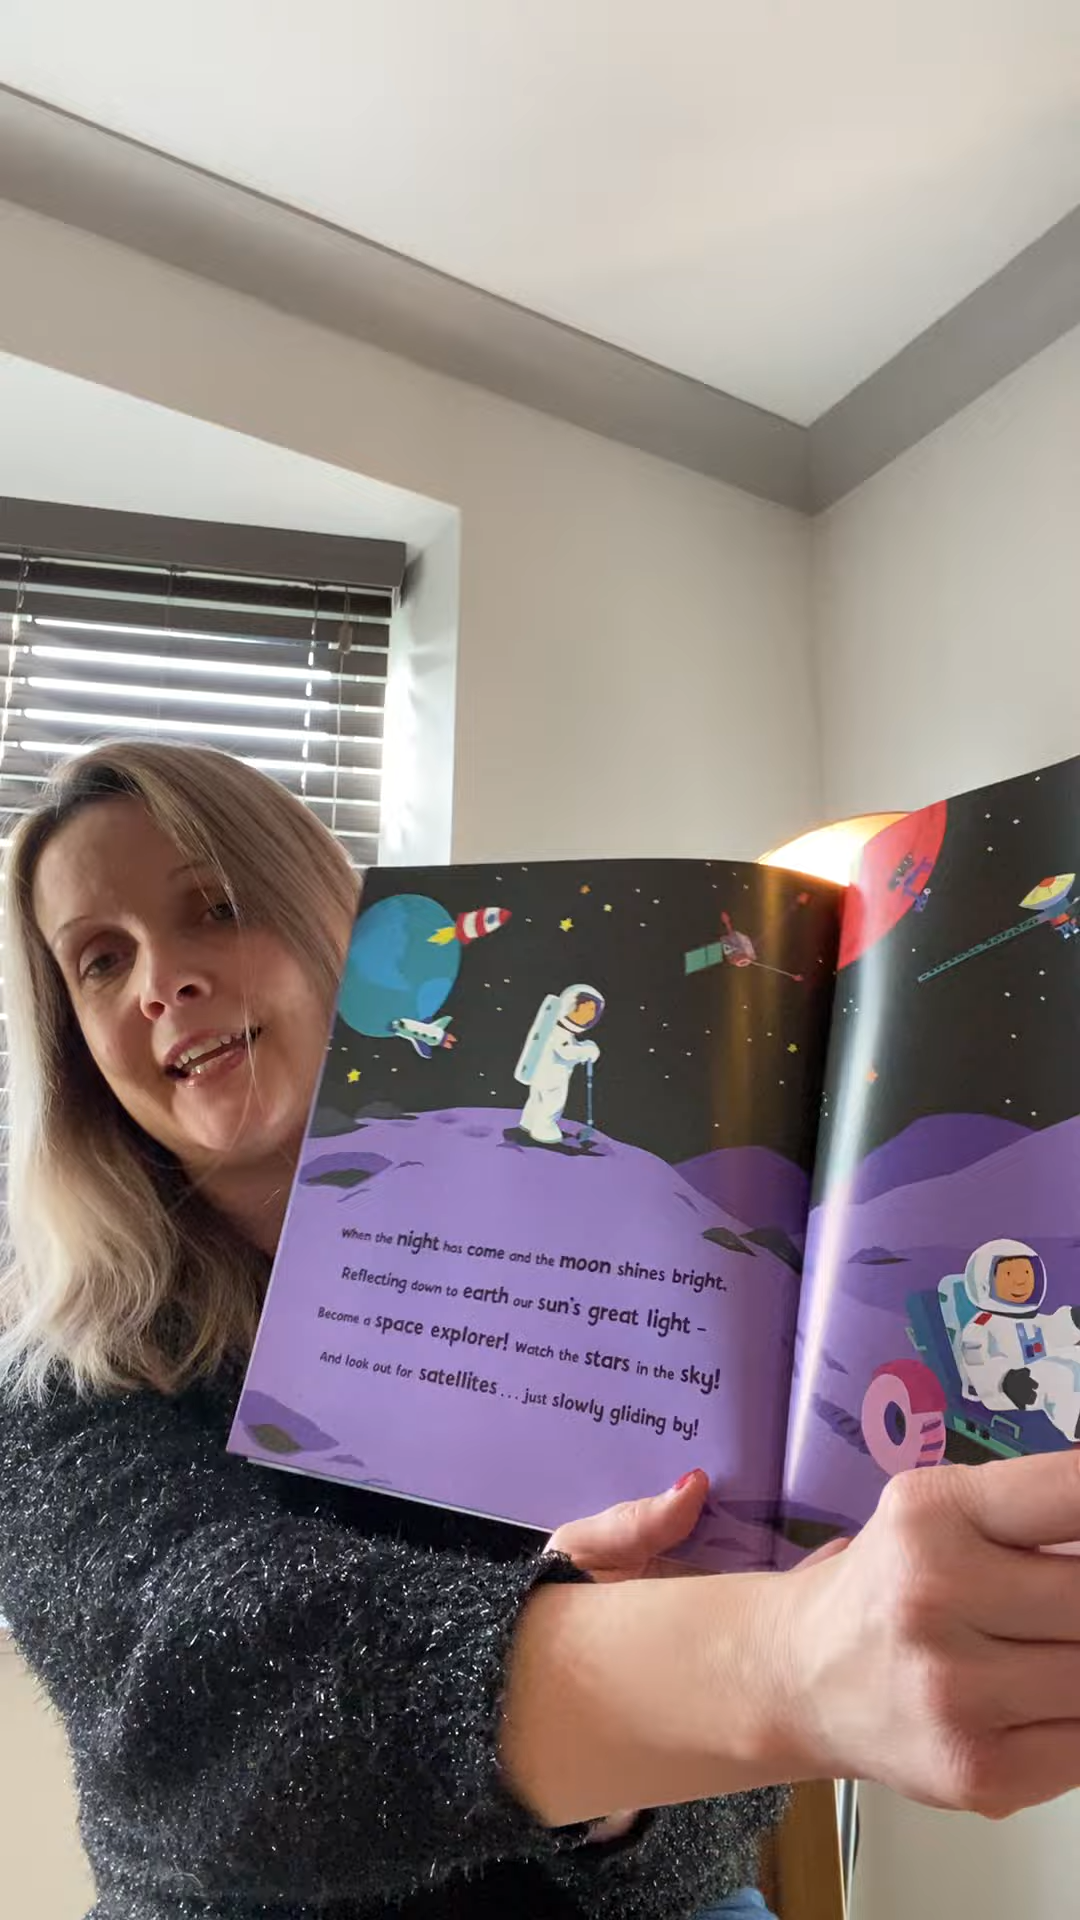 When the night has come and the moon shines bright.
Reflecting down to earth our sun's great light –
Become a space explorer! Watch the stars in the sky!
And look out for satellites . . . just slowly gliding by!